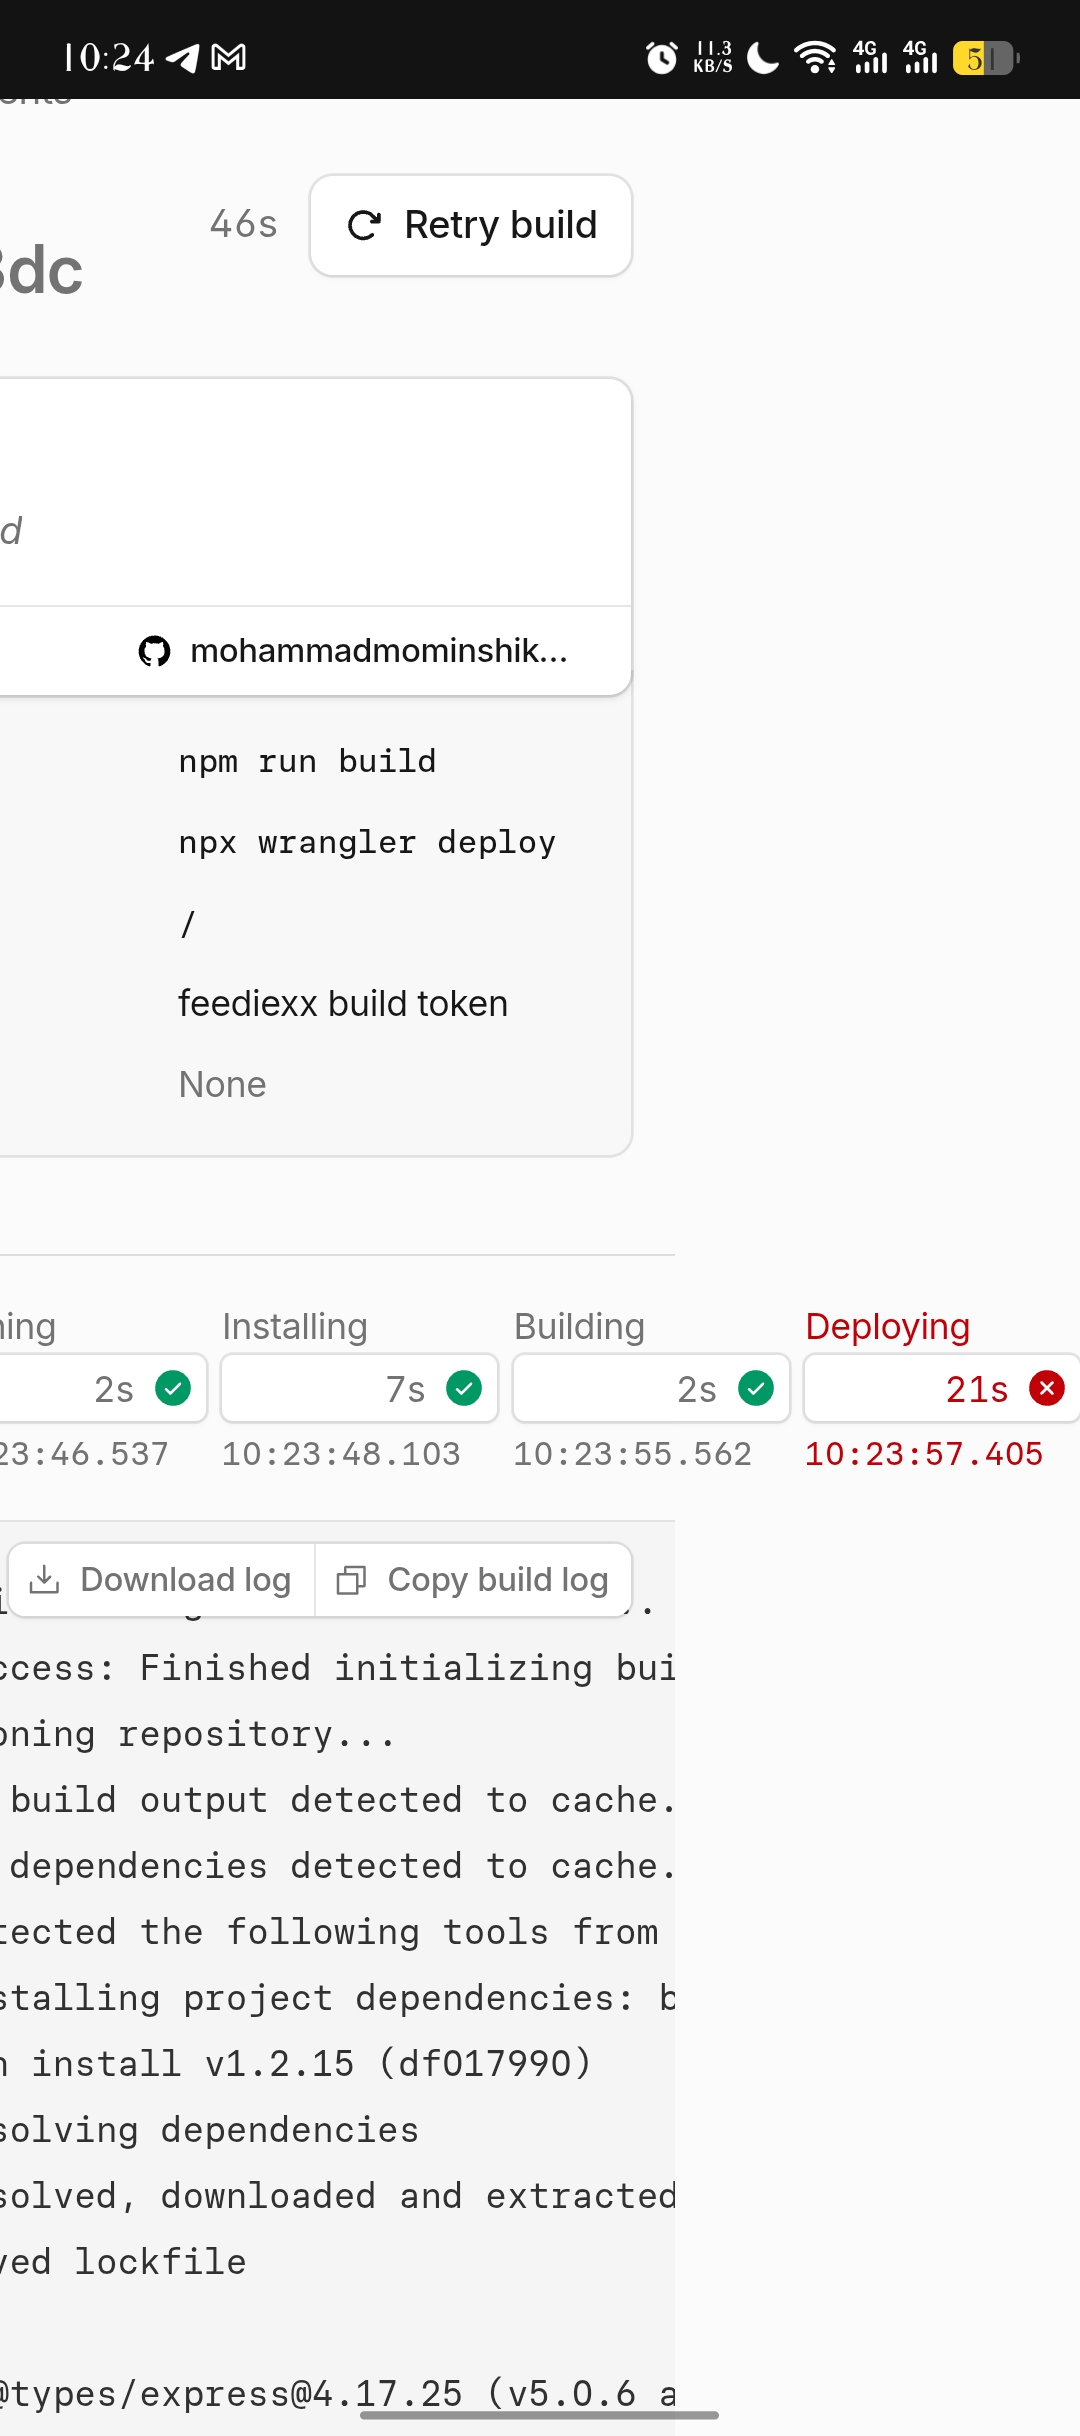 10:24
11.3
KB/S
4G
4G
51
46s
Retry build
3dc
d
mohammadmominshik...
npm run build
npx wrangler deploy
/
feediexx build token
None
ning
Installing
Building
Deploying
2s
7s
2s
21s
23:46.537
10:23:48.103
10:23:55.562
10:23:57.405
Download log
Copy build log
ccess: Finished initializing bui
oning repository...
build output detected to cache.
dependencies detected to cache.
tected the following tools from
stalling project dependencies: b
n install v1.2.15 (df017990)
solving dependencies
solved, downloaded and extracted
ved lockfile
@types/express@4.17.25 (v5.0.6 a